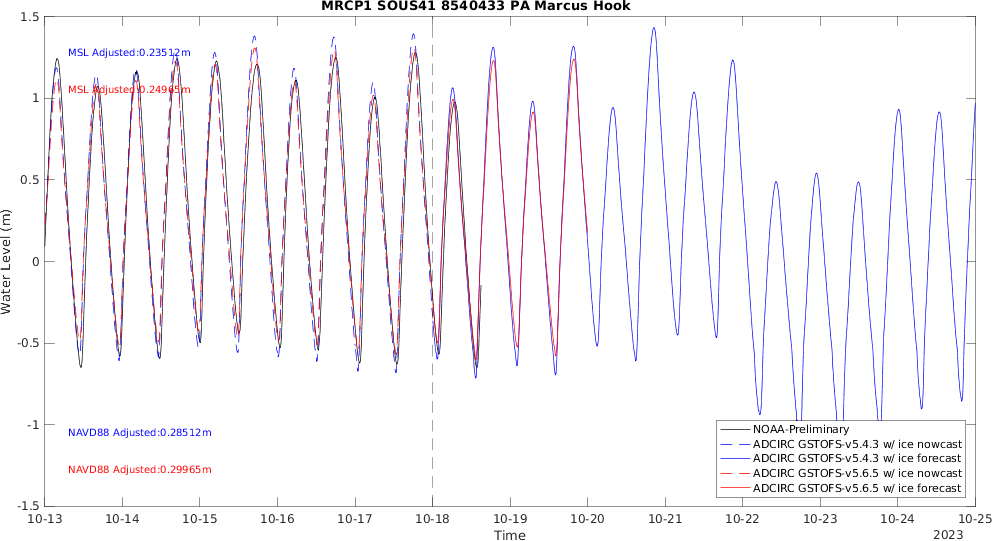 MRCP1 SOUS41 8540433 PA Marcus Hook
1.5
1
0.5
0
-0.5
-1
-1.5
Water Level (m)
MSL Adjusted:0.23512m
MSL Adjusted:0.24965m
NAVD88 Adjusted:0.28512m
NAVD88 Adjusted:0.29965m
NOAA-Preliminary
ADCIRC GSTOFS-v5.4.3 w/ ice nowcast
ADCIRC GSTOFS-v5.4.3 w/ ice forecast
ADCIRC GSTOFS-v5.6.5 w/ ice nowcast
ADCIRC GSTOFS-v5.6.5 w/ ice forecast
10-13 10-14 10-15 10-16 10-17 10-18 10-19 10-20 10-21 10-22 10-23 10-24 10-25
Time
2023